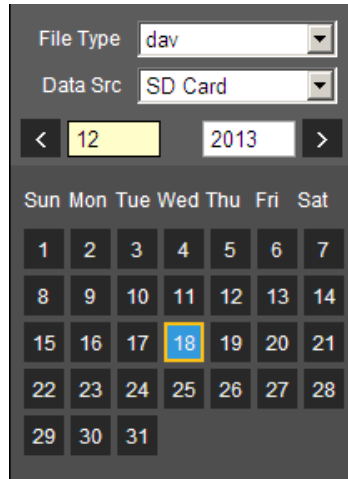 File Type dav
Data Src SD Card
< 12 2013 >
Sun Mon Tue Wed Thu Fri Sat
1 2 3 4 5 6 7
8 9 10 11 12 13 14
15 16 17 18 19 20 21
22 23 24 25 26 27 28
29 30 31